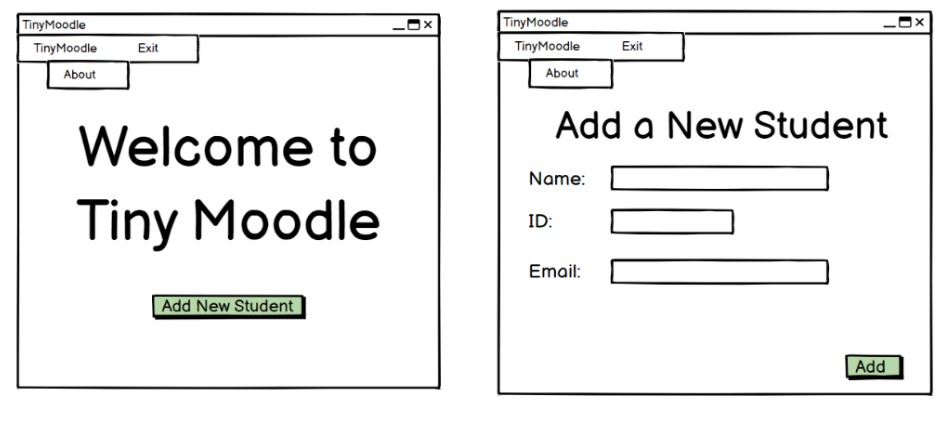 TinyMoodle
TinyMoodle Exit
About
Welcome to
Tiny Moodle
Add New Student
TinyMoodle
TinyMoodle Exit
About
Add a New Student
Name:
ID:
Email:
Add